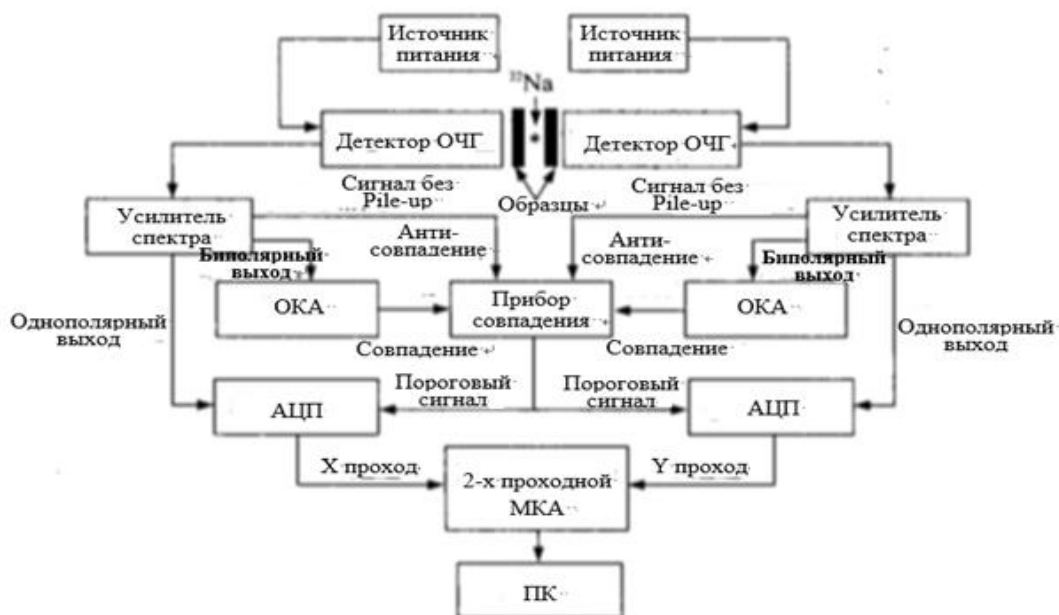 Источник
питания
Источник
питания
Na
Детектор ОЧГ
Детектор ОЧГ
Сигнал без
Pile-up
Образцы
Сигнал без
Pile-up
Усилитель
спектра
Усилитель
спектра
Анти-
совпадение
Анти-
совпадение
Биполярный
выход
Биполярный
выход
ОКА
Прибор
совпадения
ОКА
Однополярный
выход
Однополярный
выход
Совпадение
Совпадение
Пороговый
сигнал
Пороговый
сигнал
АЦП
АЦП
X проход
Y проход
2-х проходной
МКА
ПК